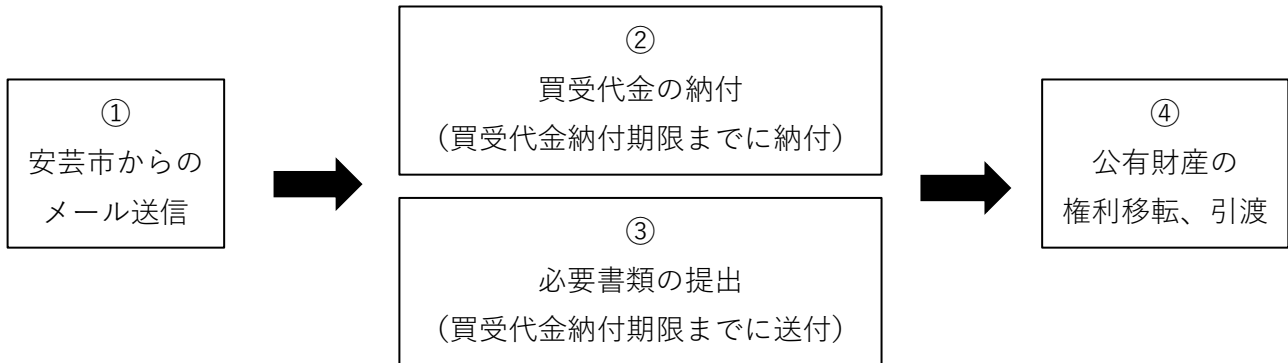 ①
安芸市からの
メール送信
②
買受代金の納付
（買受代金納付期限までに納付）
③
必要書類の提出
（買受代金納付期限までに送付）
④
公有財産の
権利移転、引渡